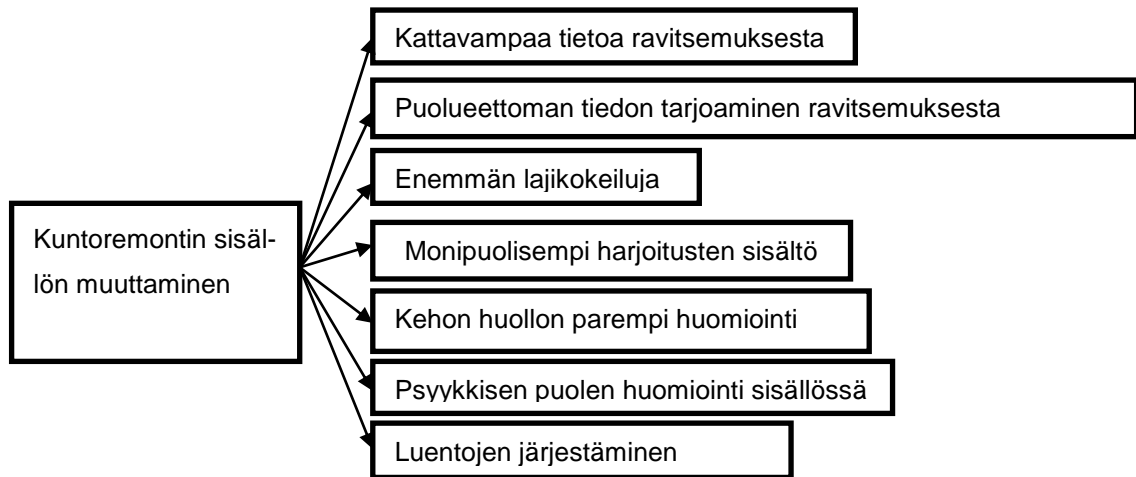 Kattavampaa tietoa ravitsemuksesta
Puolueettoman tiedon tarjoaminen ravitsemuksesta
Enemmän lajikokeiluja
Kuntoremontin sisäl-
lön muuttaminen
Monipuolisempi harjoitusten sisältö
Kehon huollon parempi huomiointi
Psyykkisen puolen huomiointi sisällössä
Luentojen järjestäminen